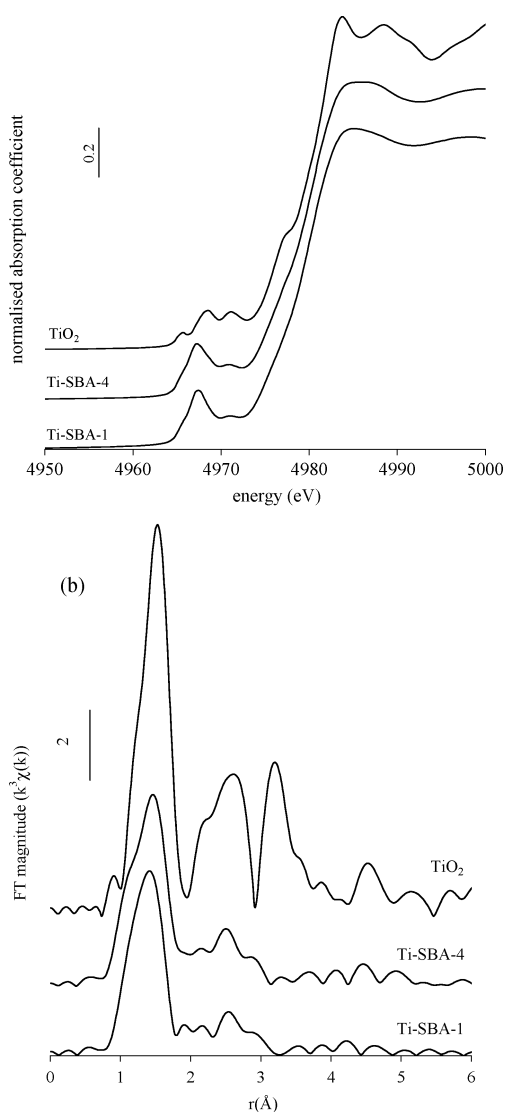 normalised absorption coefficient
0.2
TiO2
Ti-SBA-4
Ti-SBA-1
4950 4960 4970 4980 4990 5000
energy (eV)
(b)
FT magnitude (k3χ(k))
2
TiO2
Ti-SBA-4
Ti-SBA-1
0 1 2 3 4 5 6
r(Å)